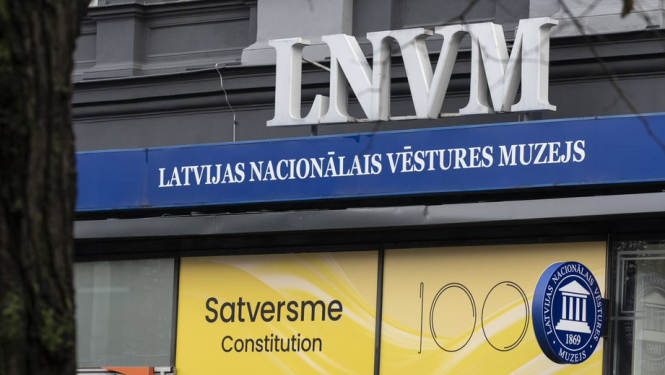 LNVM
LATVIJAS NACIONĀLAIS VĒSTURES MUZEJS
Satversme
Constitution
100
LATVIJAS NACIONĀLAIS VĒSTURES
1869
MUZEJS